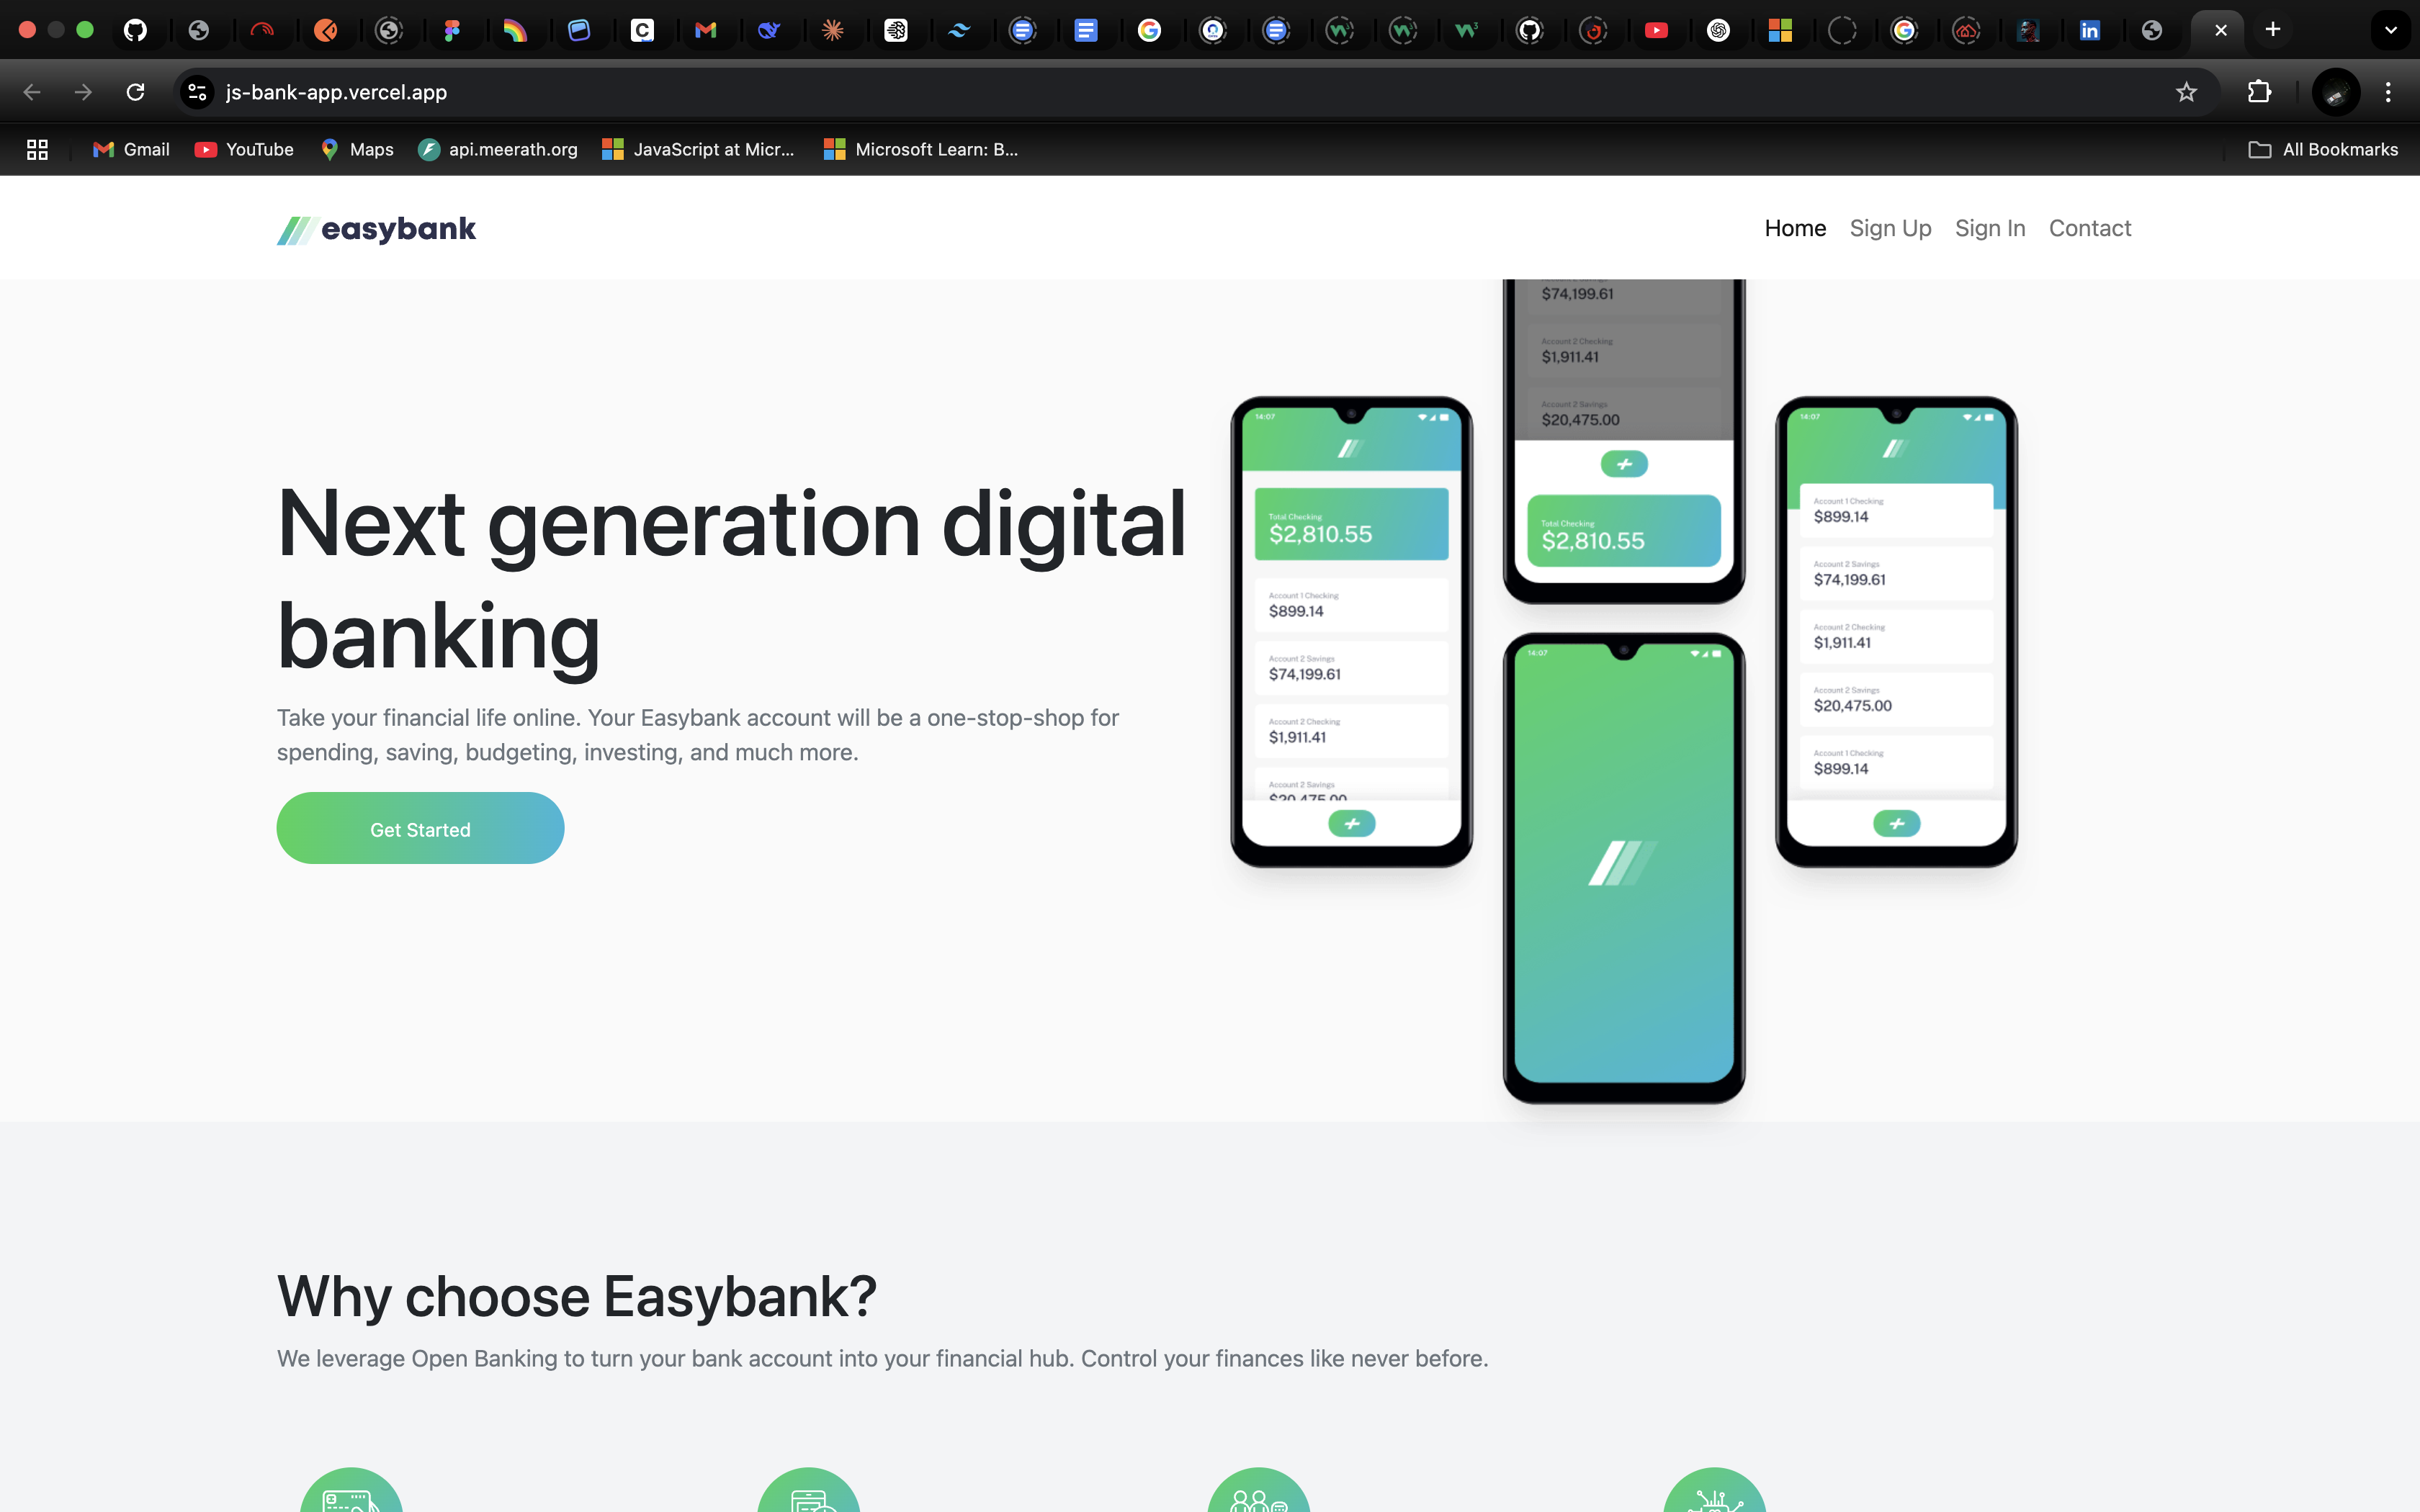 js-bank-app.vercel.app
Gmail
YouTube
Maps
api.meerath.org
JavaScript at Micr...
Microsoft Learn: B...
All Bookmarks
easybank
Home
Sign Up
Sign In
Contact
Next generation digital
banking
Take your financial life online. Your Easybank account will be a one-stop-shop for
spending, saving, budgeting, investing, and much more.
Get Started
14:07
Total Checking
$2,810.55
Account 1 Checking
$899.14
Account 2 Savings
$74,199.61
Account 2 Checking
$1,911.41
Account 2 Savings
$20,475.00
$74,199.61
Account 2 Checking
$1,911.41
Account 2 Savings
$20,475.00
Total Checking
$2,810.55
14:07
14:07
Account 1 Checking
$899.14
Account 2 Savings
$74,199.61
Account 2 Checking
$1,911.41
Account 2 Savings
$20,475.00
Account 1 Checking
$899.14
Why choose Easybank?
We leverage Open Banking to turn your bank account into your financial hub. Control your finances like never before.